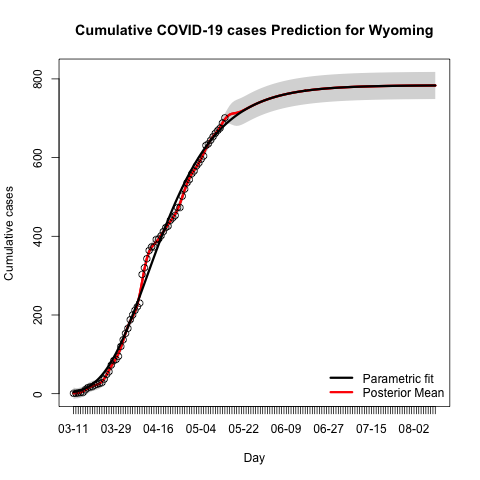 Cumulative COVID-19 cases Prediction for Wyoming
Cumulative cases
800
600
400
200
0
Parametric fit
Posterior Mean
03-11 03-29 04-16 05-04 05-22 06-09 06-27 07-15 08-02
Day